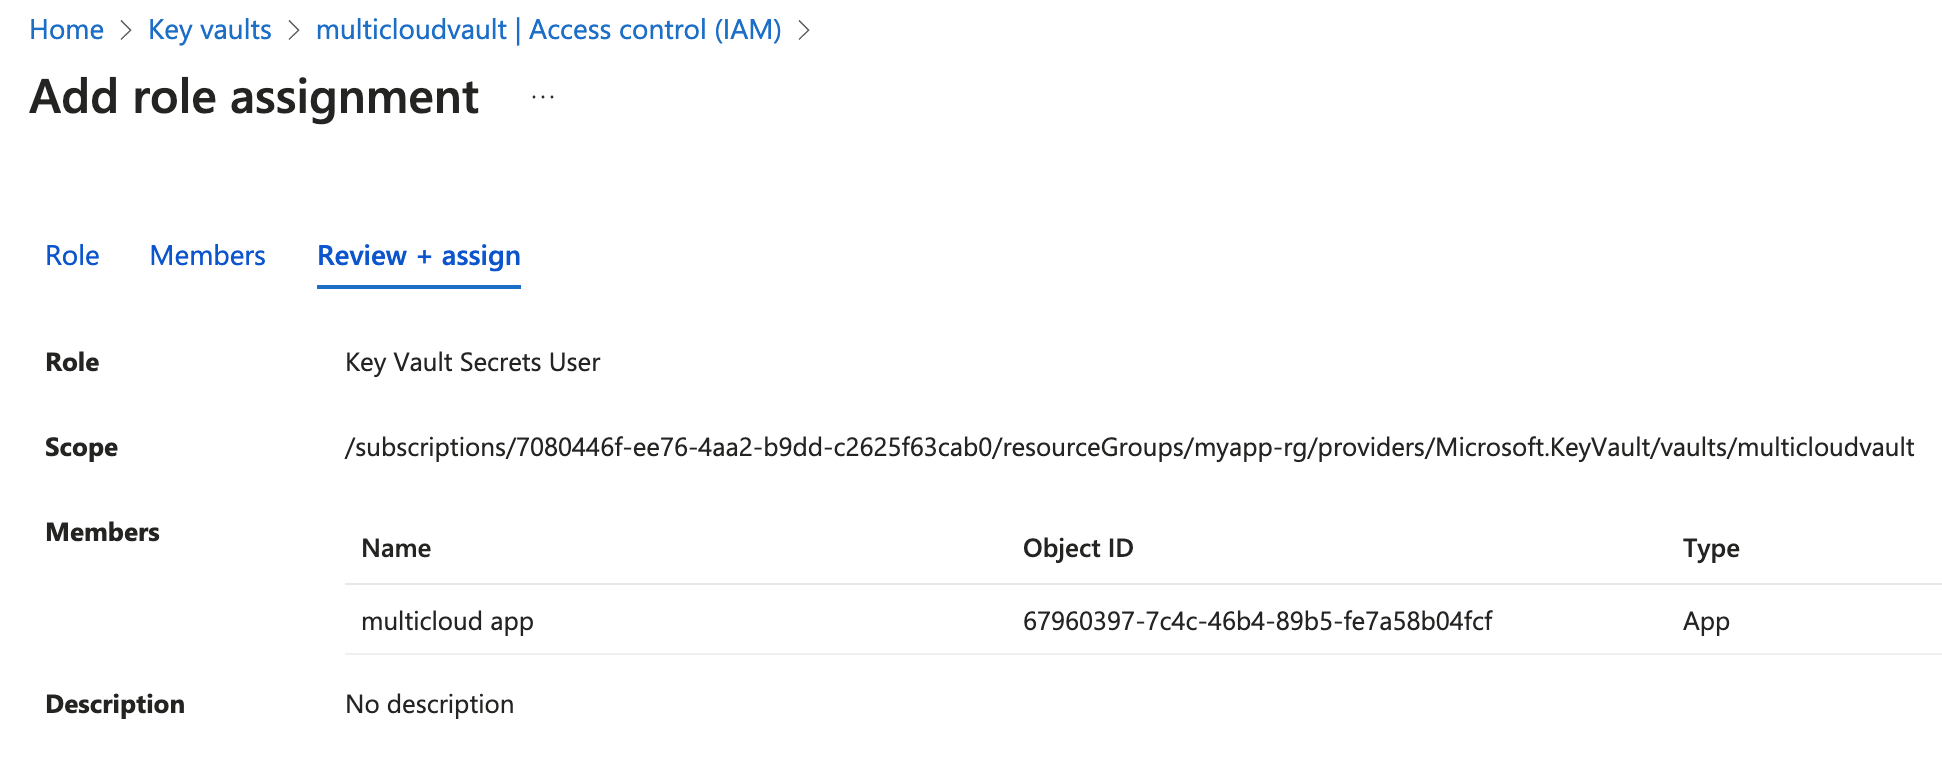 Home > Key vaults > multicloudvault | Access control (IAM) >
Add role assignment ...
Role Members Review + assign
Role Key Vault Secrets User
Scope /subscriptions/7080446f-ee76-4aa2-b9dd-c2625f63cab0/resourceGroups/myapp-rg/providers/Microsoft.KeyVault/vaults/multicloudvault
Members
Name Object ID Type
multicloud app 67960397-7c4c-46b4-89b5-fe7a58b04fcf App
Description No description